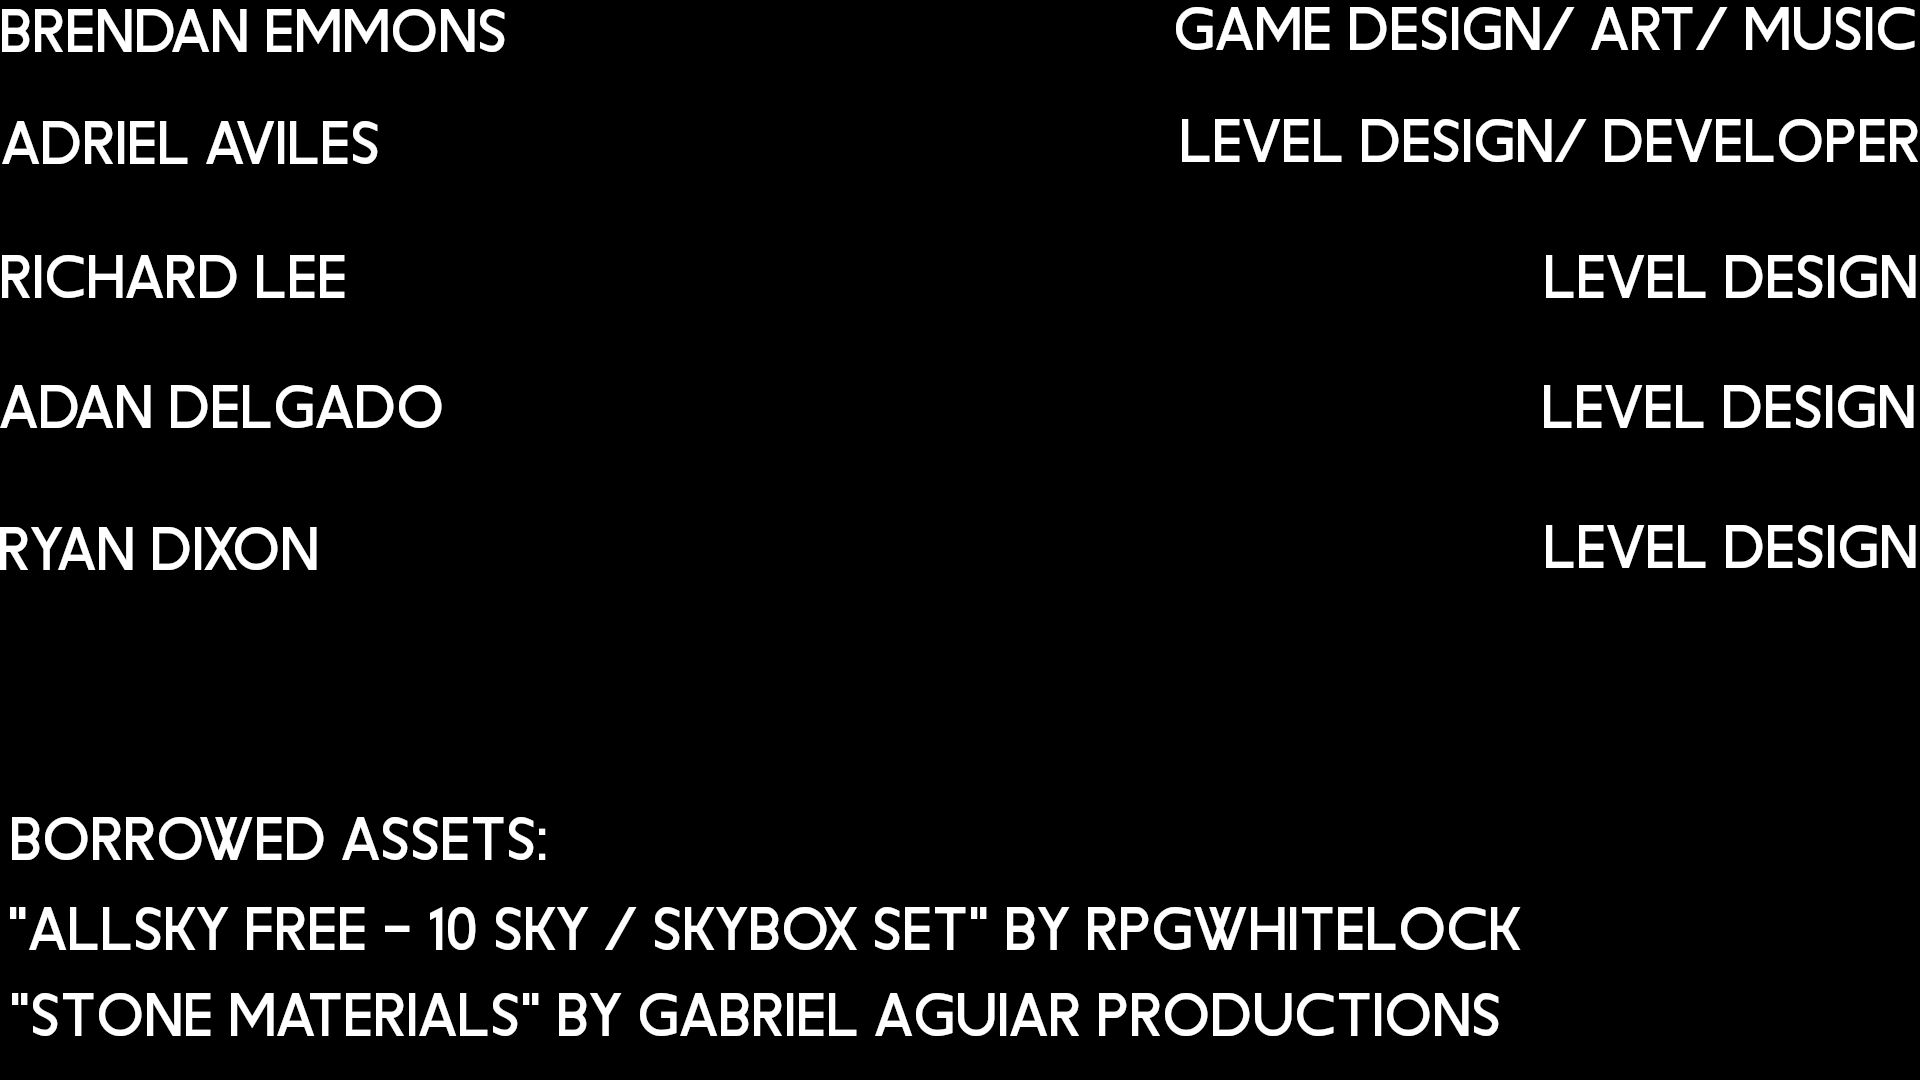 BRENDAN EMMONS GAME DESIGN/ ART/ MUSIC
ADRIEL AVILES LEVEL DESIGN/ DEVELOPER
RICHARD LEE LEVEL DESIGN
ADAN DELGADO LEVEL DESIGN
RYAN DIXON LEVEL DESIGN
BORROWED ASSETS:
"ALLSKY FREE - 10 SKY / SKYBOX SET" BY RPGWHITELOCK
"STONE MATERIALS" BY GABRIEL AGUIAR PRODUCTIONS